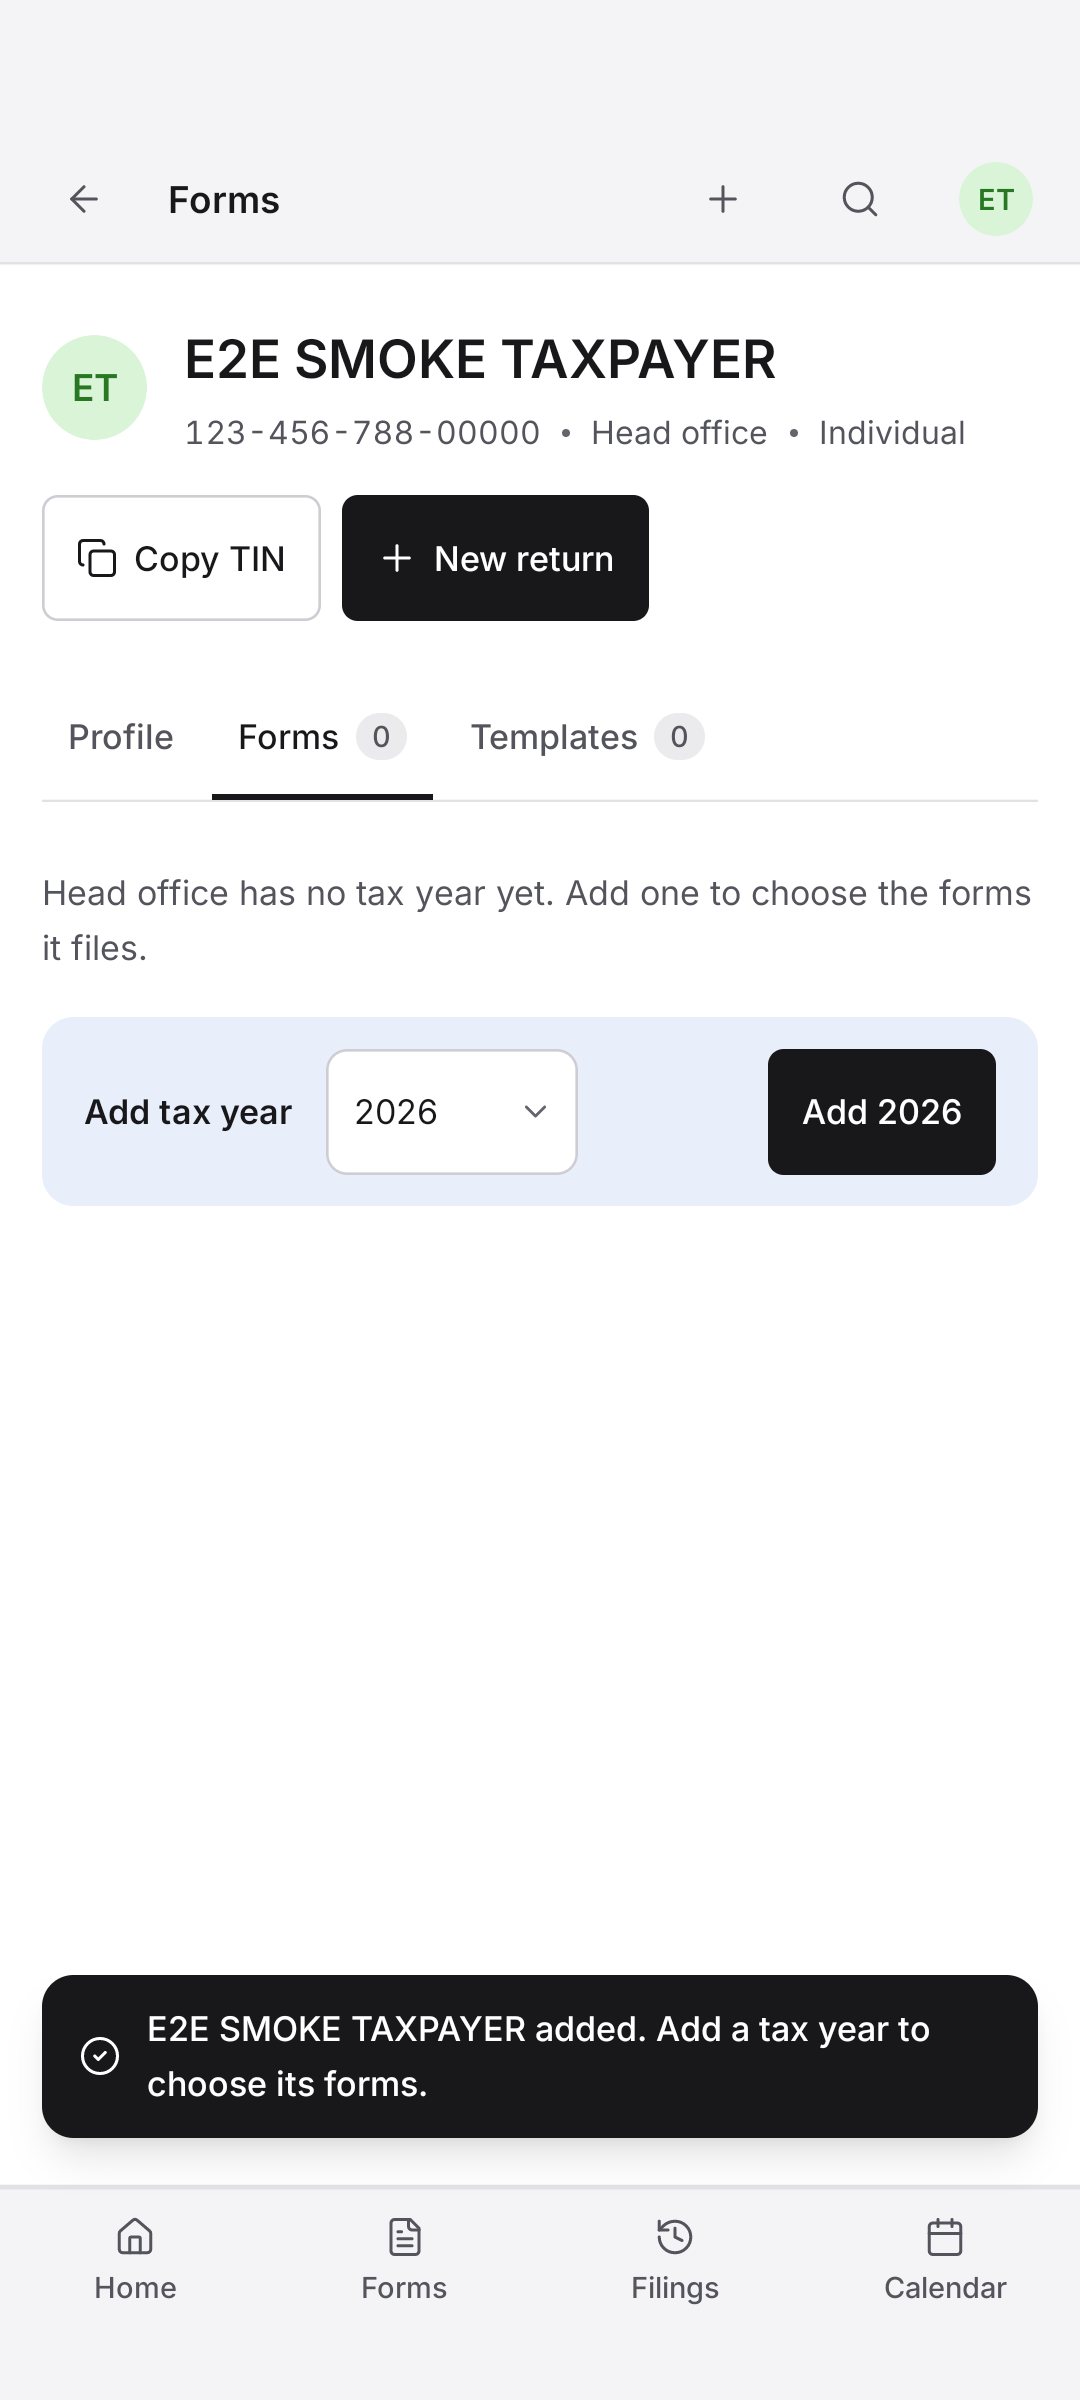 Forms
ET
ET
E2E SMOKE TAXPAYER
123-456-788-00000 • Head office • Individual
Copy TIN
New return
Profile
Forms 0
Templates 0
Head office has no tax year yet. Add one to choose the forms
it files.
Add tax year
2026
Add 2026
E2E SMOKE TAXPAYER added. Add a tax year to
choose its forms.
Home
Forms
Filings
Calendar